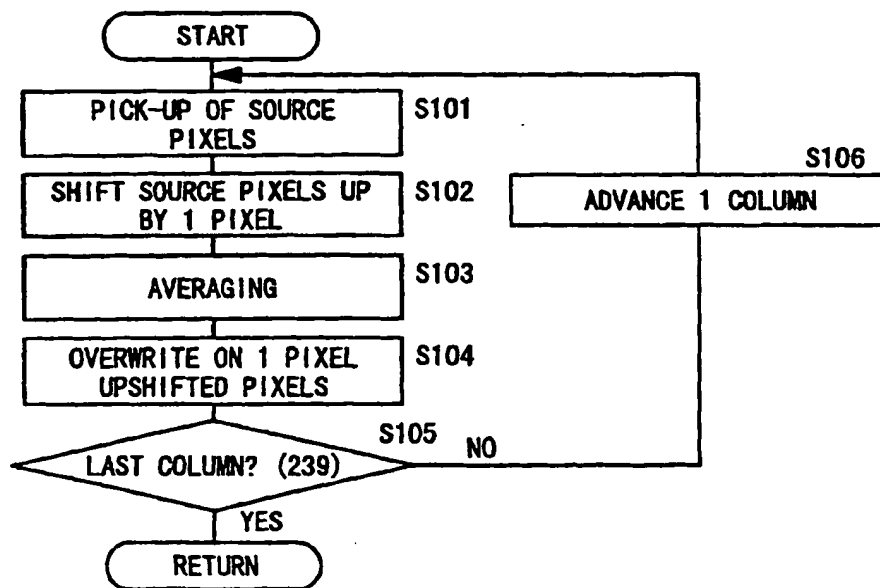 START
PICK-UP OF SOURCE
PIXELS
S101
SHIFT SOURCE PIXELS UP
BY 1 PIXEL
S102
S106
ADVANCE 1 COLUMN
AVERAGING
S103
OVERWRITE ON 1 PIXEL
UPSHIFTED PIXELS
S104
S105
LAST COLUMN? (239)
NO
YES
RETURN